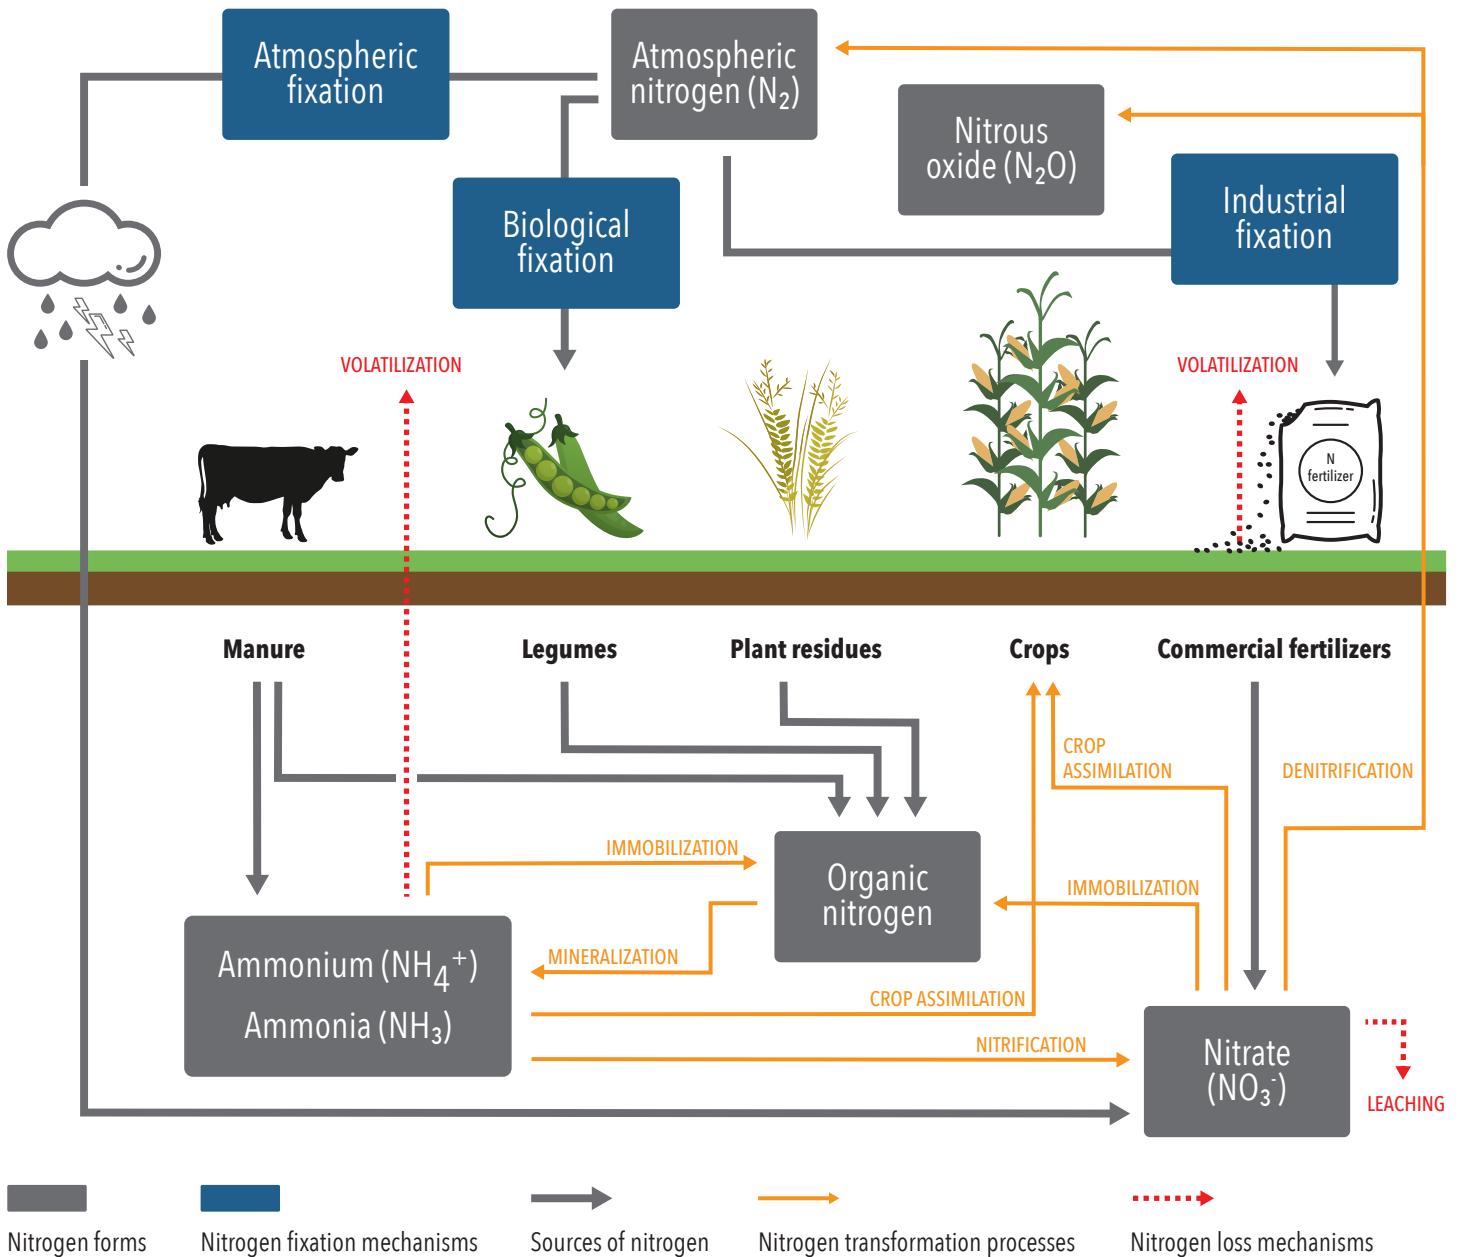 Atmospheric
fixation
Atmospheric
nitrogen (N₂)
Nitrous
oxide (N₂O)
Biological
fixation
Industrial
fixation
VOLATILIZATION
VOLATILIZATION
N
fertilizer
Manure
Legumes
Plant residues
Crops
Commercial fertilizers
CROP
ASSIMILATION
DENITRIFICATION
IMMOBILIZATION
Organic
nitrogen
IMMOBILIZATION
Ammonium (NH₄⁺)
Ammonia (NH₃)
MINERALIZATION
CROP ASSIMILATION
NITRIFICATION
Nitrate
(NO₃⁻)
LEACHING
Nitrogen forms
Nitrogen fixation mechanisms
Sources of nitrogen
Nitrogen transformation processes
Nitrogen loss mechanisms